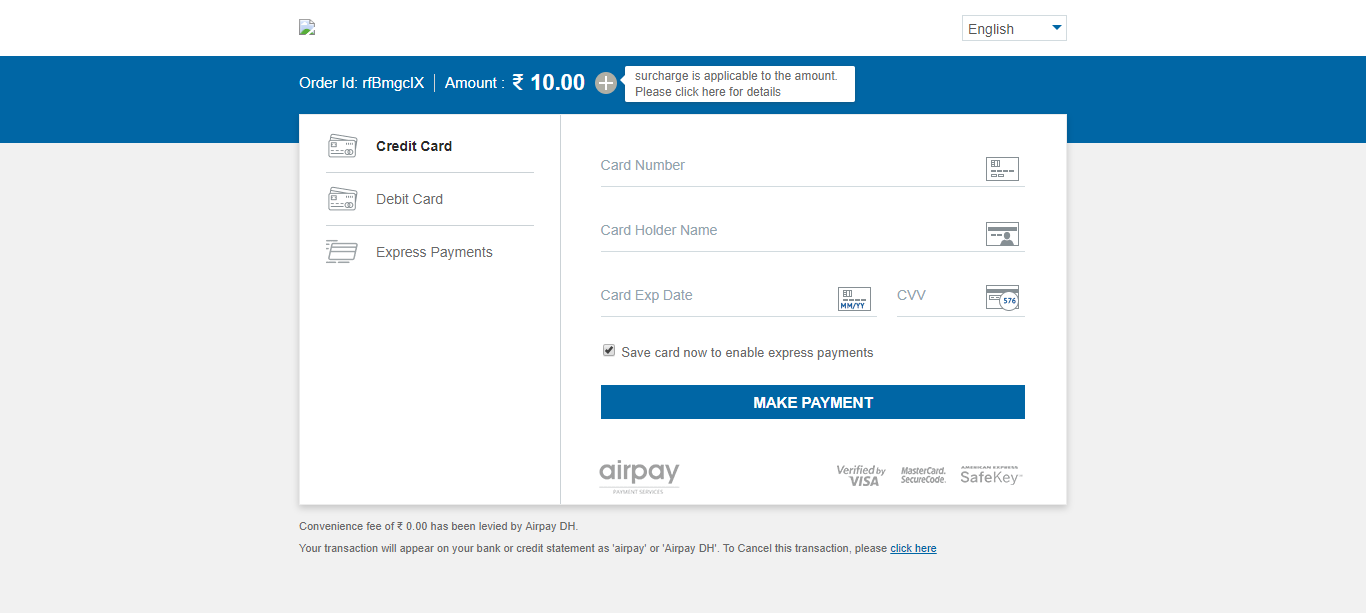 English
Order Id: rfBmgcIX | Amount : ₹ 10.00
surcharge is applicable to the amount.
Please click here for details
Credit Card
Debit Card
Express Payments
Card Number
Card Holder Name
Card Exp Date
MM/YY
CVV
576
Save card now to enable express payments
MAKE PAYMENT
airpay
PAYMENT SERVICES
Verified by
VISA
MasterCard.
SecureCode.
AMERICAN EXPRESS
SafeKey™
Convenience fee of ₹ 0.00 has been levied by Airpay DH.
Your transaction will appear on your bank or credit statement as 'airpay' or 'Airpay DH'. To Cancel this transaction, please click here